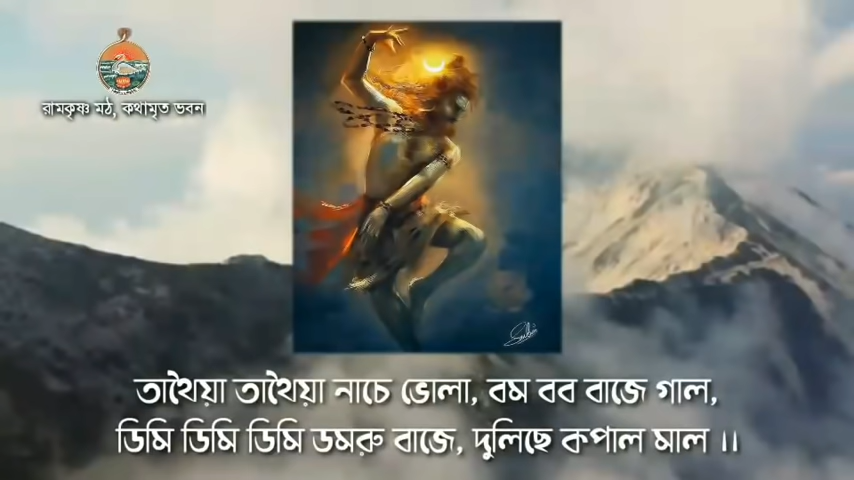 রামকৃষ্ণ মঠ, কথামৃত ভবন
তাথৈয়া তাথৈয়া নাচে ভোলা, বম বব বাজে গাল,
ডিমি ডিমি ডিমি ডমরু বাজে, দুলিছে কপাল মাল ।।